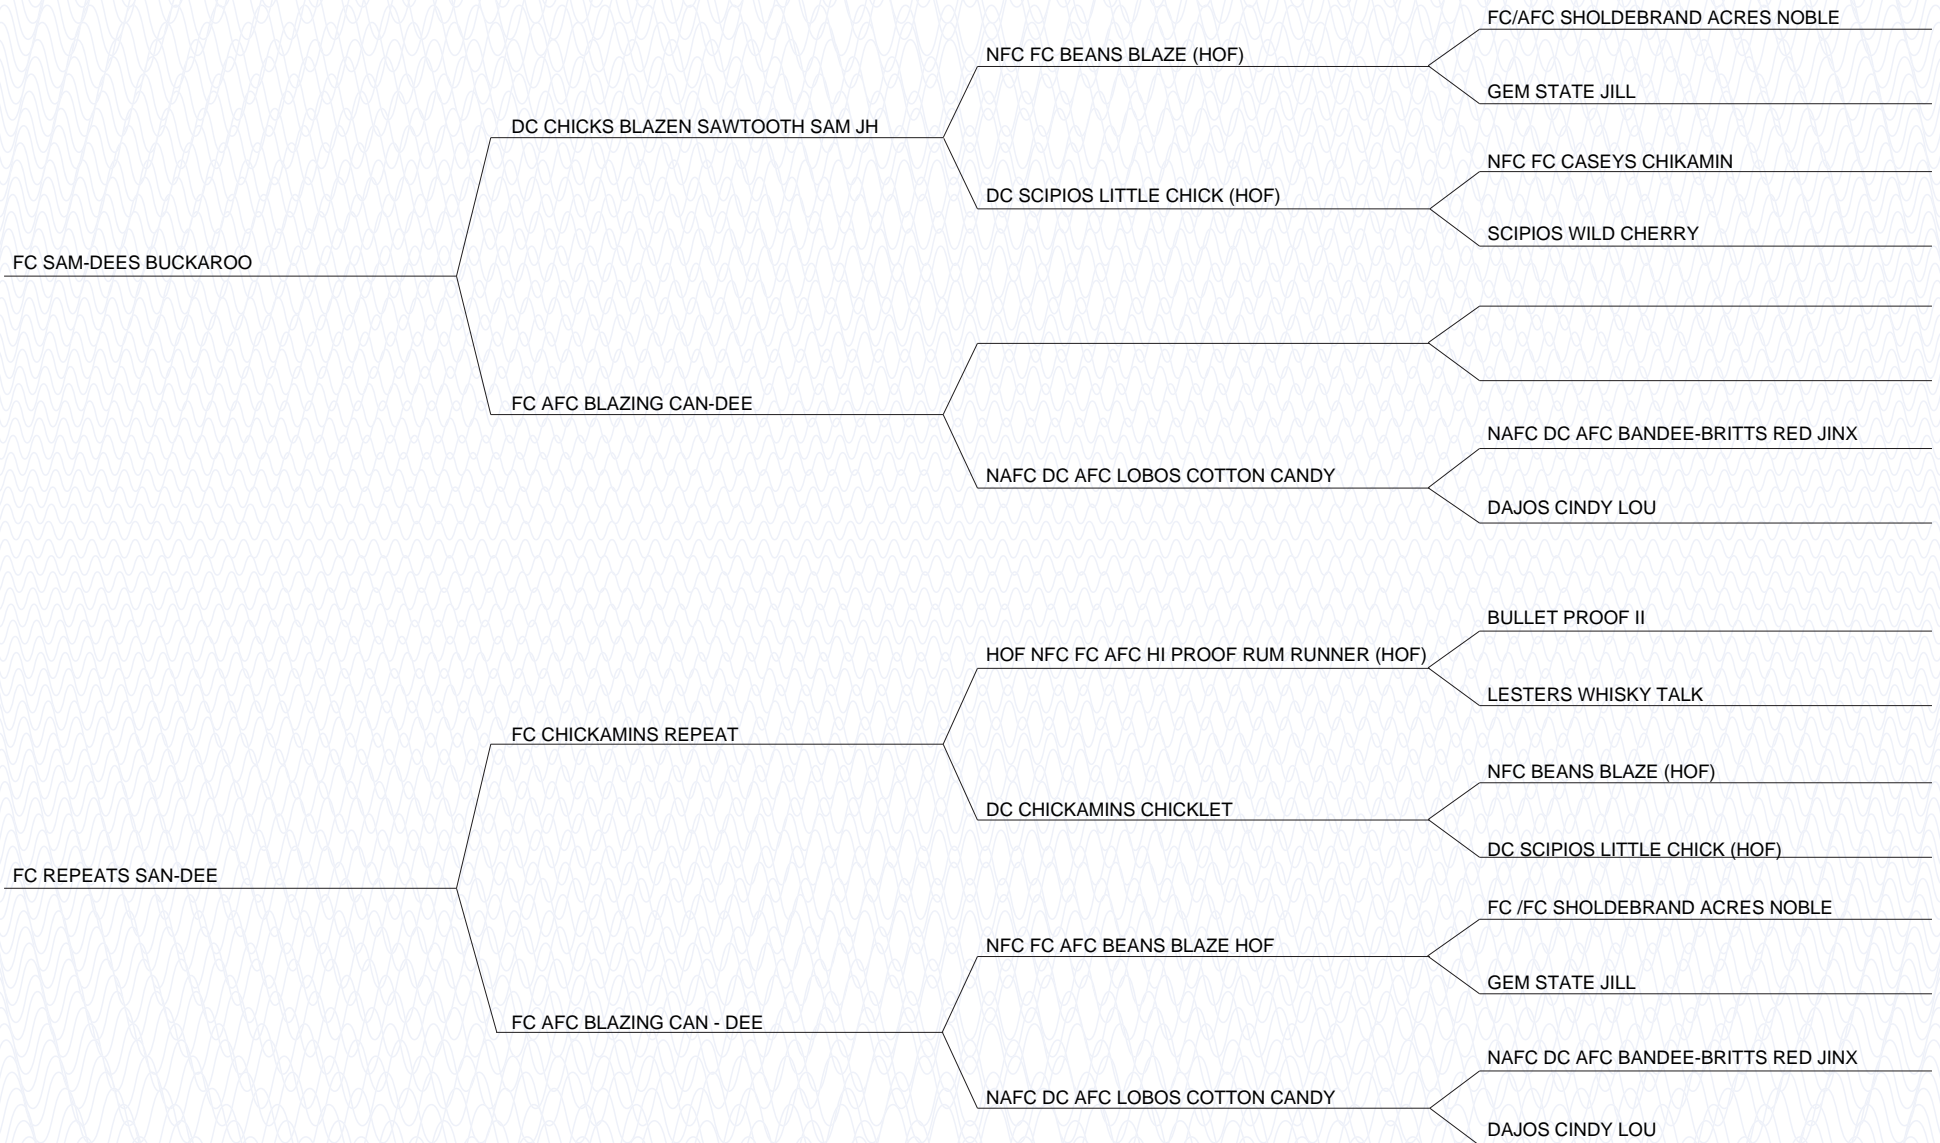 FC/AFC SHOLDEBRAND ACRES NOBLE
NFC FC BEANS BLAZE (HOF)
GEM STATE JILL
DC CHICKS BLAZEN SAWTOOTH SAM JH
NFC FC CASEYS CHIKAMIN
DC SCIPIOS LITTLE CHICK (HOF)
SCIPIOS WILD CHERRY
FC SAM-DEES BUCKAROO
FC AFC BLAZING CAN-DEE
NAFC DC AFC BANDEE-BRITTS RED JINX
NAFC DC AFC LOBOS COTTON CANDY
DAJOS CINDY LOU
BULLET PROOF II
HOF NFC FC AFC HI PROOF RUM RUNNER (HOF)
LESTERS WHISKY TALK
FC CHICKAMINS REPEAT
NFC BEANS BLAZE (HOF)
DC CHICKAMINS CHICKLET
DC SCIPIOS LITTLE CHICK (HOF)
FC REPEATS SAN-DEE
FC /FC SHOLDEBRAND ACRES NOBLE
NFC FC AFC BEANS BLAZE HOF
GEM STATE JILL
FC AFC BLAZING CAN - DEE
NAFC DC AFC BANDEE-BRITTS RED JINX
NAFC DC AFC LOBOS COTTON CANDY
DAJOS CINDY LOU